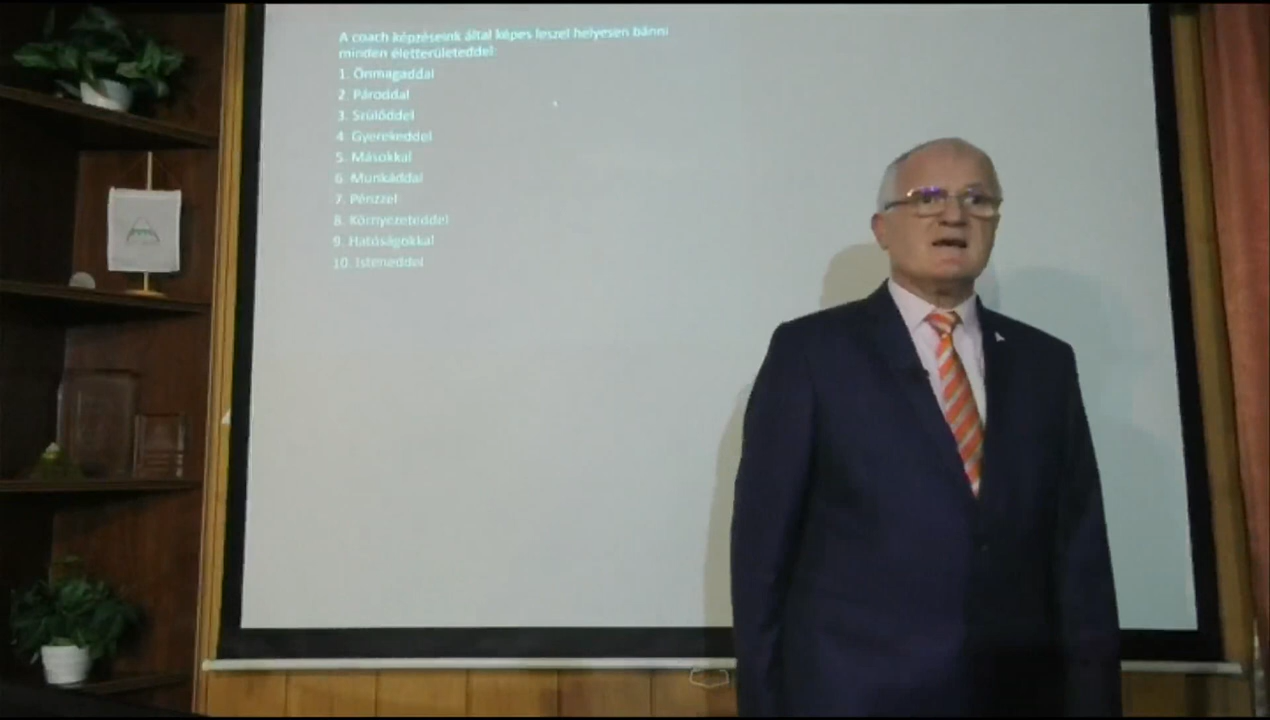 A coach képzéseink által képes leszel helyesen bánni
minden életterületeddel:
1. Önmagaddal
2. Pároddal
3. Szülőddel
4. Gyerekeddel
5. Másokkal
6. Munkáddal
7. Pénzzel
8. Környezeteddel
9. Hatóságokkal
10. Isteneddel